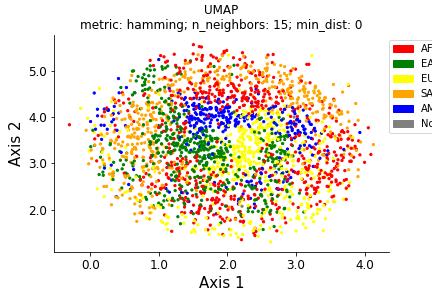 UMAP
metric: hamming; n_neighbors: 15; min_dist: 0
AF
EA
EU
SA
AM
No
5.0
4.0
3.0
2.0
Axis 2
0.0 1.0 2.0 3.0 4.0
Axis 1